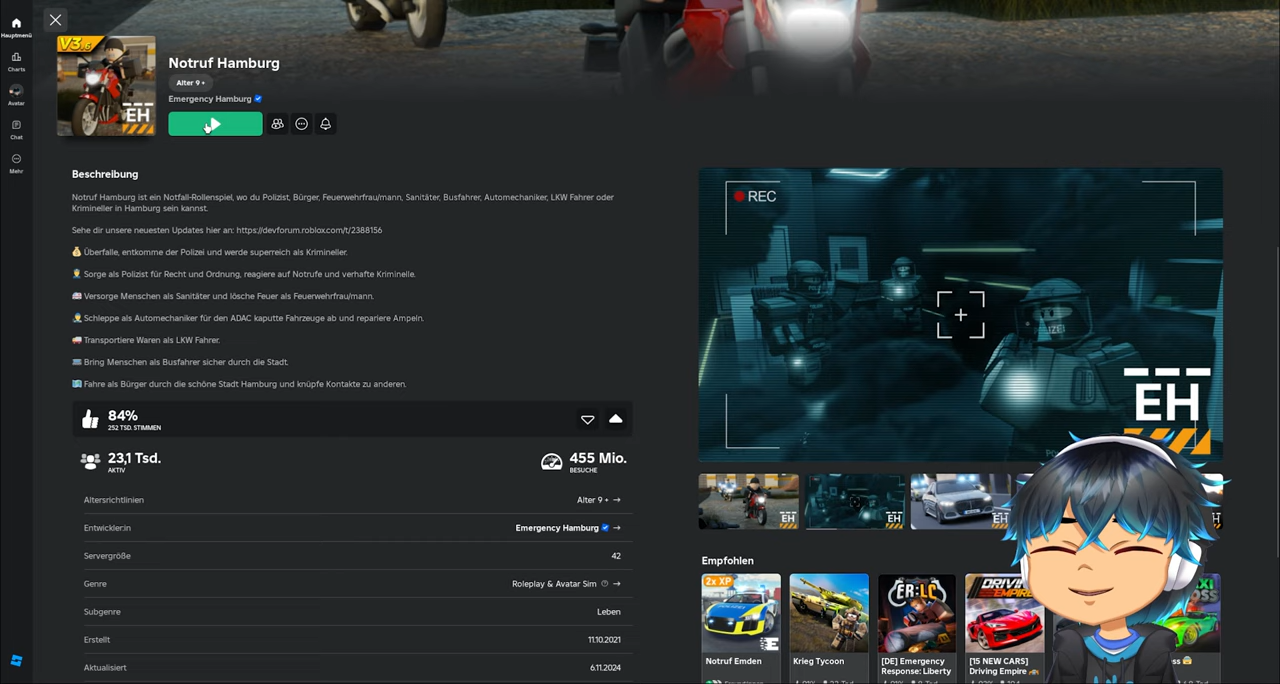 Hauptmenü
Charts
Avatar
Chat
Mehr
V3.6
EH
Notruf Hamburg
Alter 9+
Emergency Hamburg
Beschreibung
Notruf Hamburg ist ein Notfall-Rollenspiel, wo du Polizist, Bürger, Feuerwehrfrau/mann, Sanitäter, Busfahrer, Automechaniker, LKW Fahrer oder
Krimineller in Hamburg sein kannst.
Sehe dir unsere neuesten Updates hier an: https://devforum.roblox.com/t/2388156
Überfalle, entkomme der Polizei und werde superreich als Krimineller.
Sorge als Polizist für Recht und Ordnung, reagiere auf Notrufe und verhafte Kriminelle.
Versorge Menschen als Sanitäter und lösche Feuer als Feuerwehrfrau/mann.
Schleppe als Automechaniker für den ADAC kaputte Fahrzeuge ab und repariere Ampeln.
Transportiere Waren als LKW Fahrer.
Bring Menschen als Busfahrer sicher durch die Stadt.
Fahre als Bürger durch die schöne Stadt Hamburg und knüpfe Kontakte zu anderen.
84%
252 TSD. STIMMEN
23,1 Tsd.
AKTIV
455 Mio.
BESUCHE
Altersrichtlinien Alter 9+ →
Entwickler:in Emergency Hamburg →
Servergröße 42
Genre Roleplay & Avatar Sim →
Subgenre Leben
Erstellt 11.10.2021
Aktualisiert 6.11.2024
REC
IZEI
EH
EH
EH
EH
Empfohlen
2x XP
ER:LC
Notruf Emden
Krieg Tycoon
[DE] Emergency
Response: Liberty
[15 NEW CARS]
Driving Empire